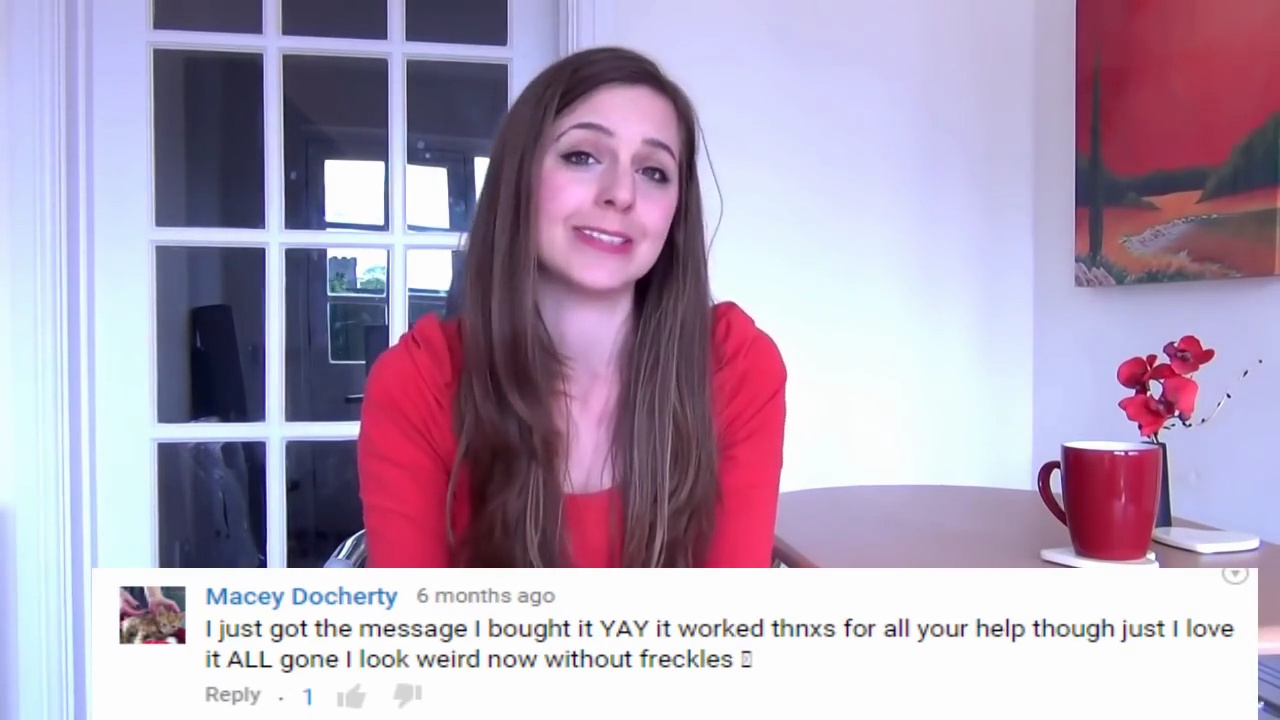 Macey Docherty 6 months ago
I just got the message I bought it YAY it worked thnxs for all your help though just I love
it ALL gone I look weird now without freckles ▯
Reply . 1